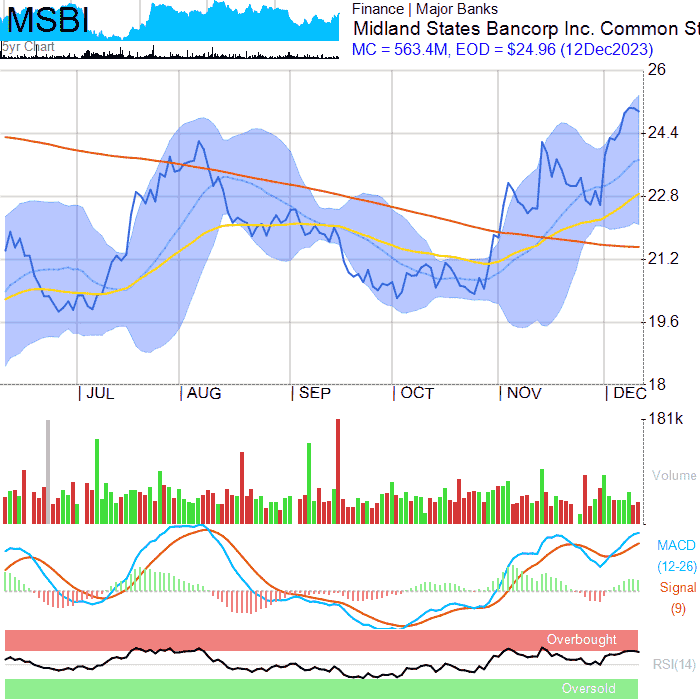 MSBI
5yr Chart
Finance | Major Banks
Midland States Bancorp Inc. Common St
MC = 563.4M, EOD = $24.96 (12Dec2023)
26
24.4
22.8
21.2
19.6
18
| JUL
| AUG
| SEP
| OCT
| NOV
| DEC
181k
Volume
MACD
(12-26)
Signal
(9)
Overbought
RSI(14)
Oversold